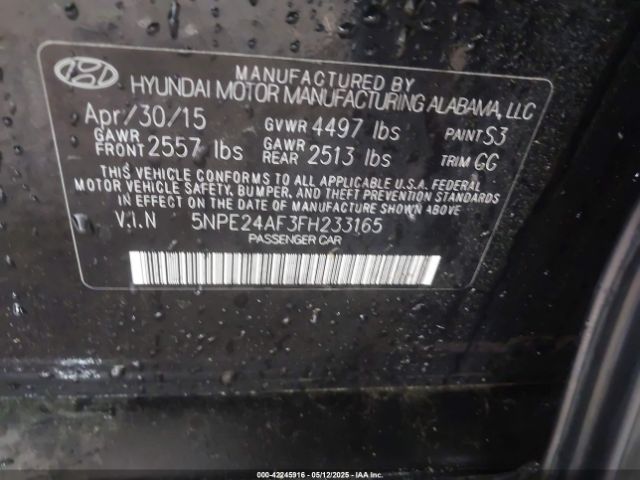 MANUFACTURED BY
HYUNDAI MOTOR MANUFACTURING ALABAMA, LLC
Apr/30/15 GVWR 4497 lbs PAINT S3
GAWR FRONT 2557 lbs GAWR REAR 2513 lbs TRIM GG
THIS VEHICLE CONFORMS TO ALL APPLICABLE U.S.A. FEDERAL
MOTOR VEHICLE SAFETY, BUMPER, AND THEFT PREVENTION STANDARDS
IN EFFECT ON THE DATE OF MANUFACTURE SHOWN ABOVE
V.I.N 5NPE24AF3FH233165
PASSENGER CAR
000-42245916 - 05/12/2025 - IAAI.COM